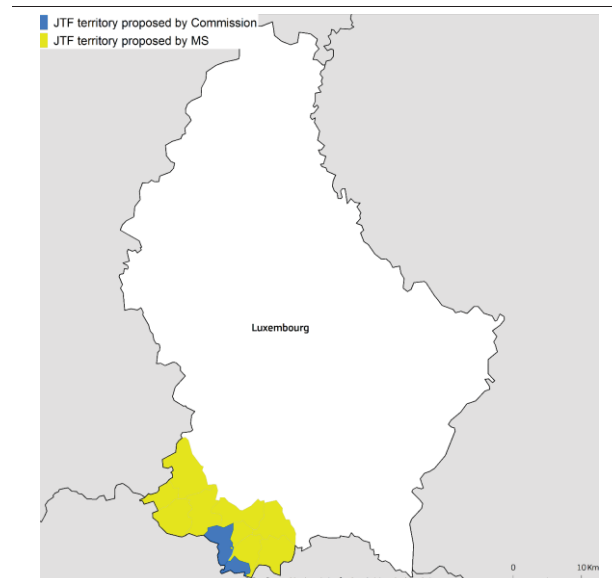 JTF territory proposed by Commission
JTF territory proposed by MS
Luxembourg
0 10 Km